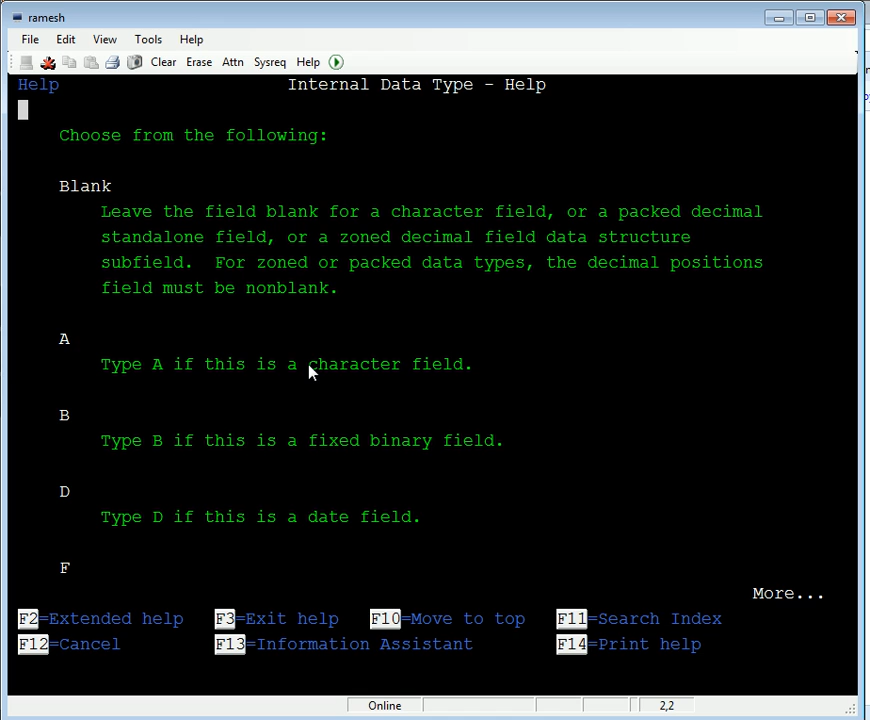 ramesh
File Edit View Tools Help
Clear Erase Attn Sysreq Help
Help Internal Data Type - Help
Choose from the following:
Blank
Leave the field blank for a character field, or a packed decimal
standalone field, or a zoned decimal field data structure
subfield. For zoned or packed data types, the decimal positions
field must be nonblank.
A
Type A if this is a character field.
B
Type B if this is a fixed binary field.
D
Type D if this is a date field.
F
More...
F2=Extended help F3=Exit help F10=Move to top F11=Search Index
F12=Cancel F13=Information Assistant F14=Print help
Online 2,2